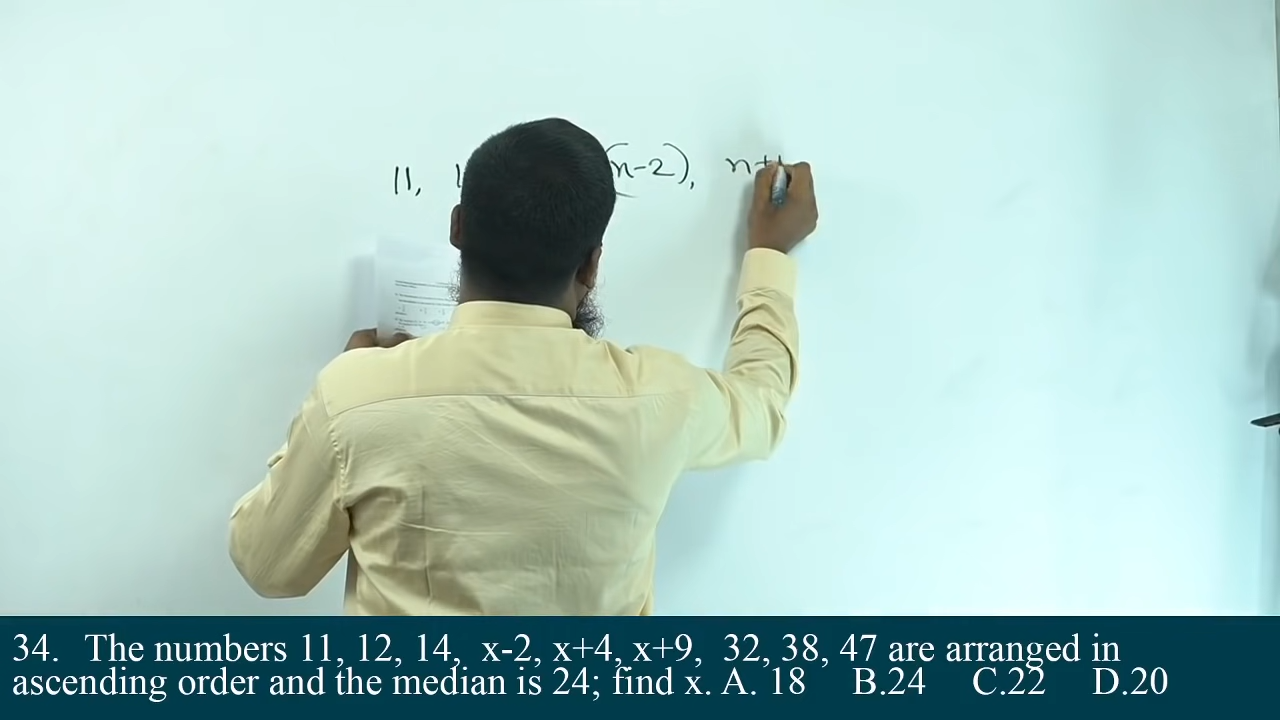 11, (n-2), n+
34. The numbers 11, 12, 14, x-2, x+4, x+9, 32, 38, 47 are arranged in
ascending order and the median is 24; find x. A. 18 B.24 C.22 D.20